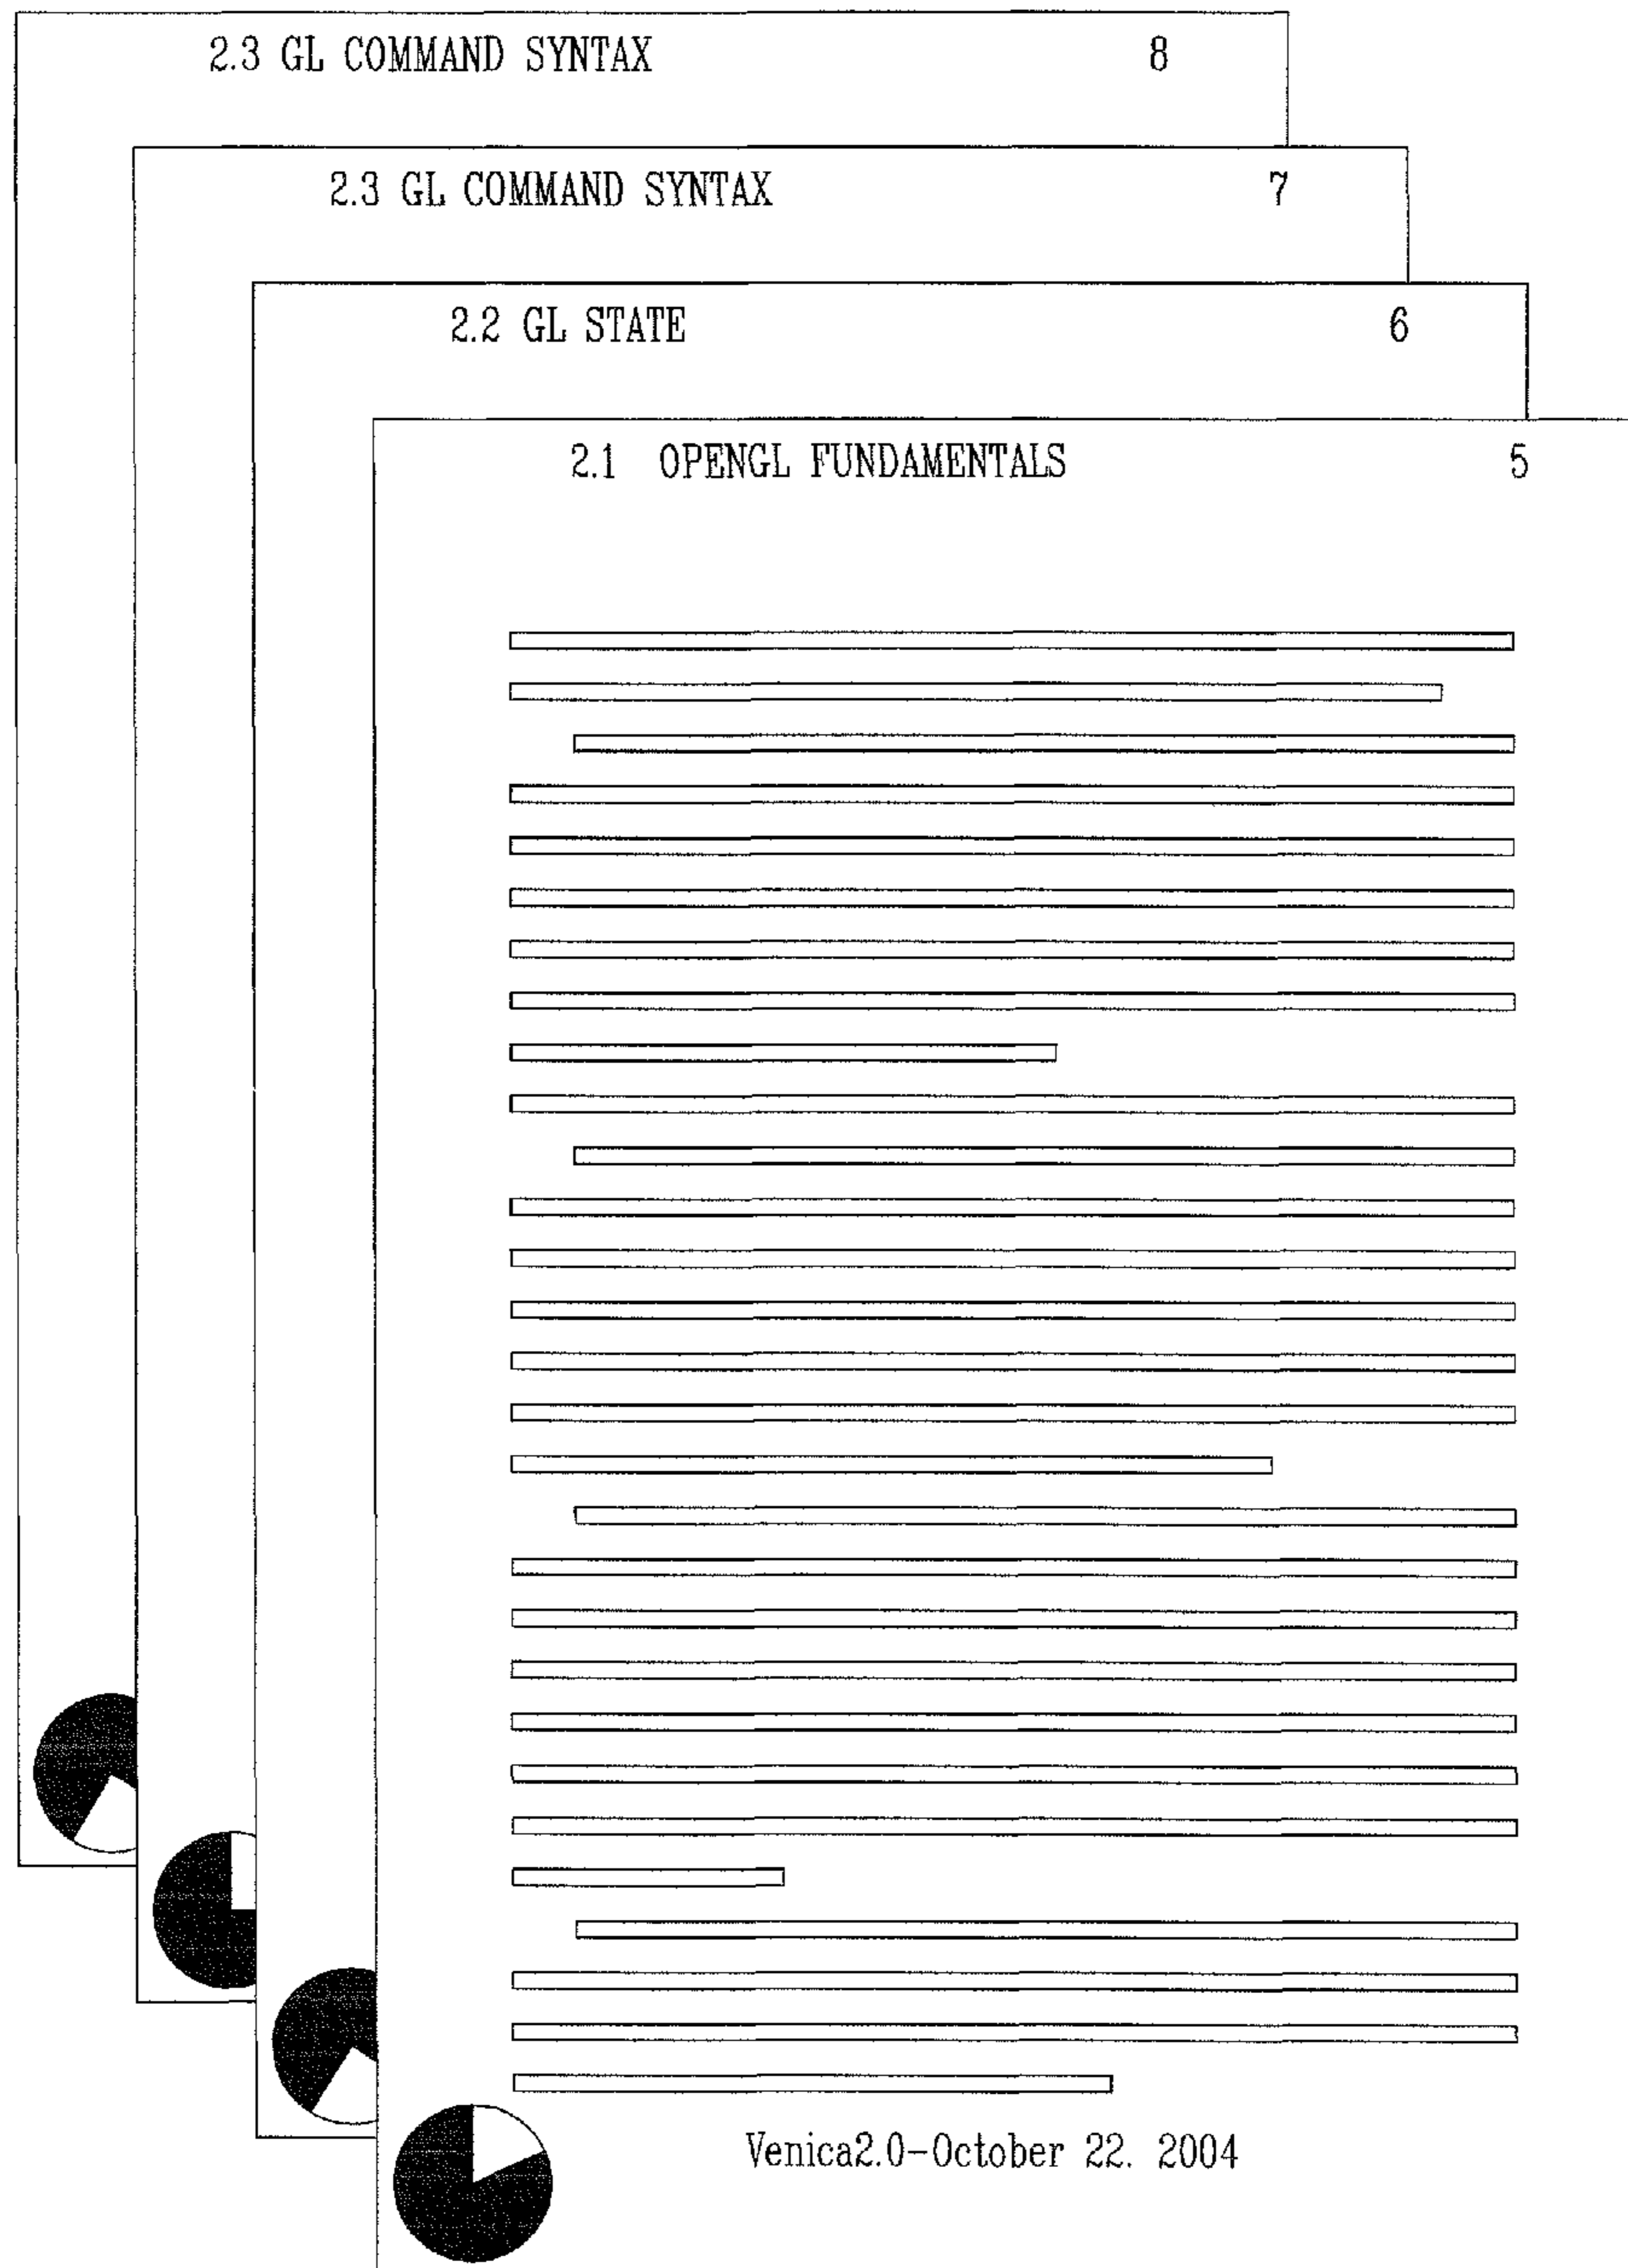 2.3 GL COMMAND SYNTAX 8
2.3 GL COMMAND SYNTAX 7
2.2 GL STATE 6
2.1 OPENGL FUNDAMENTALS 5
Venica2.0-October 22. 2004